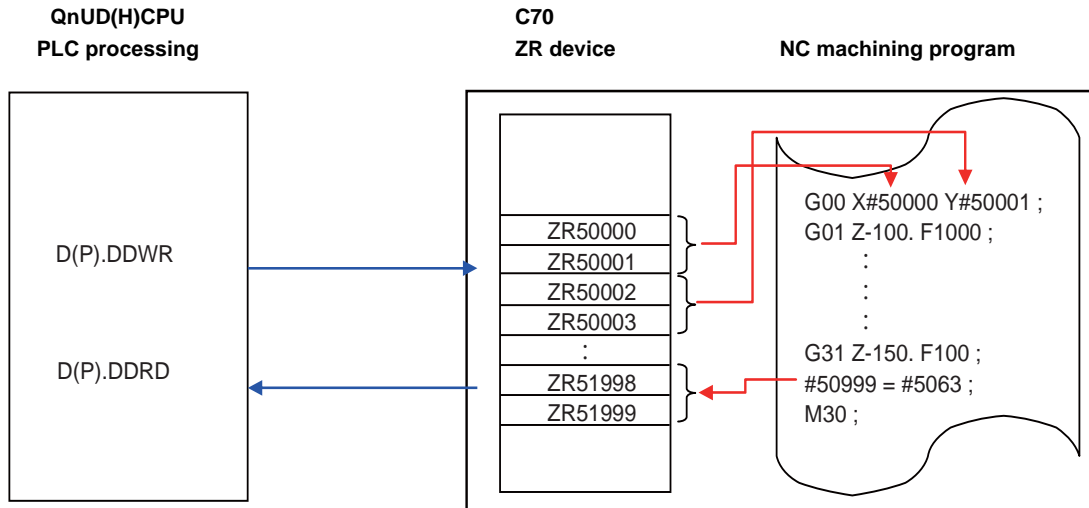 QnUD(H)CPU
PLC processing
C70
ZR device
NC machining program
D(P).DDWR
D(P).DDRD
ZR50000
ZR50001
ZR50002
ZR50003
:
ZR51998
ZR51999
G00 X#50000 Y#50001 ;
G01 Z-100. F1000 ;
:
:
:
G31 Z-150. F100 ;
#50999 = #5063 ;
M30 ;